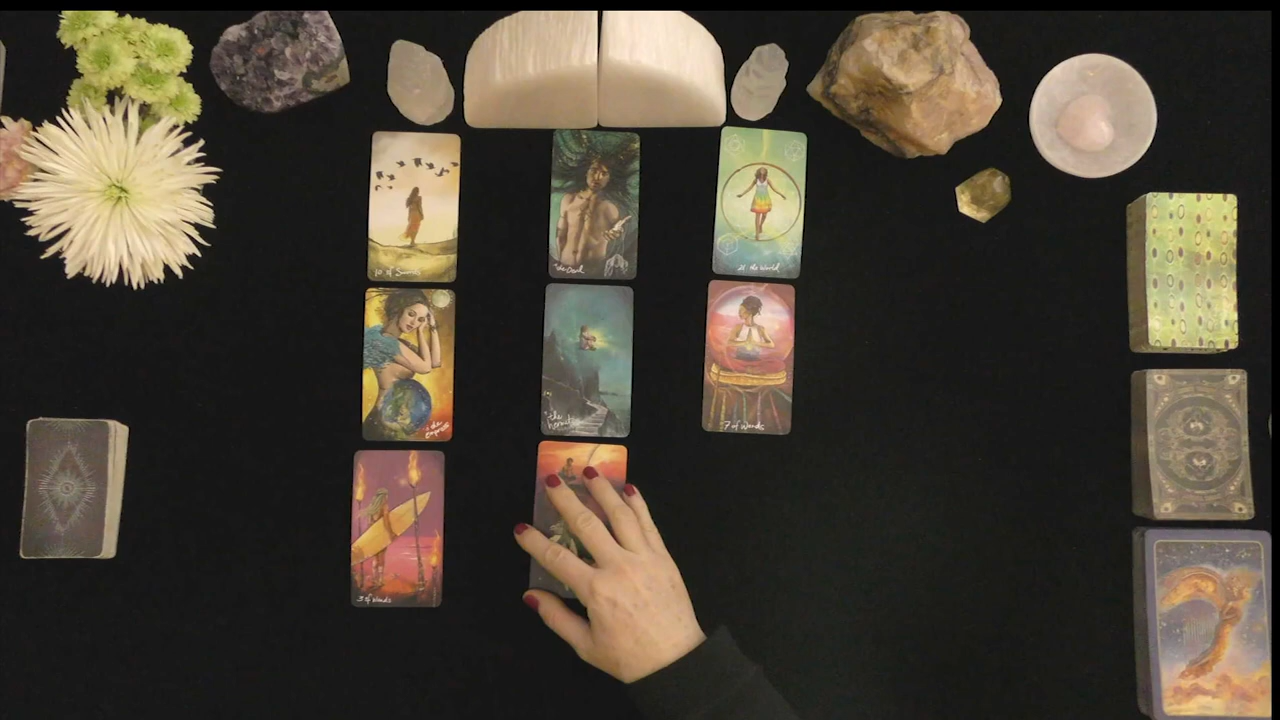 10 of Swords
the Devil
21 the World
the
empress
the
hermit
7 of Wands
3 of Wands